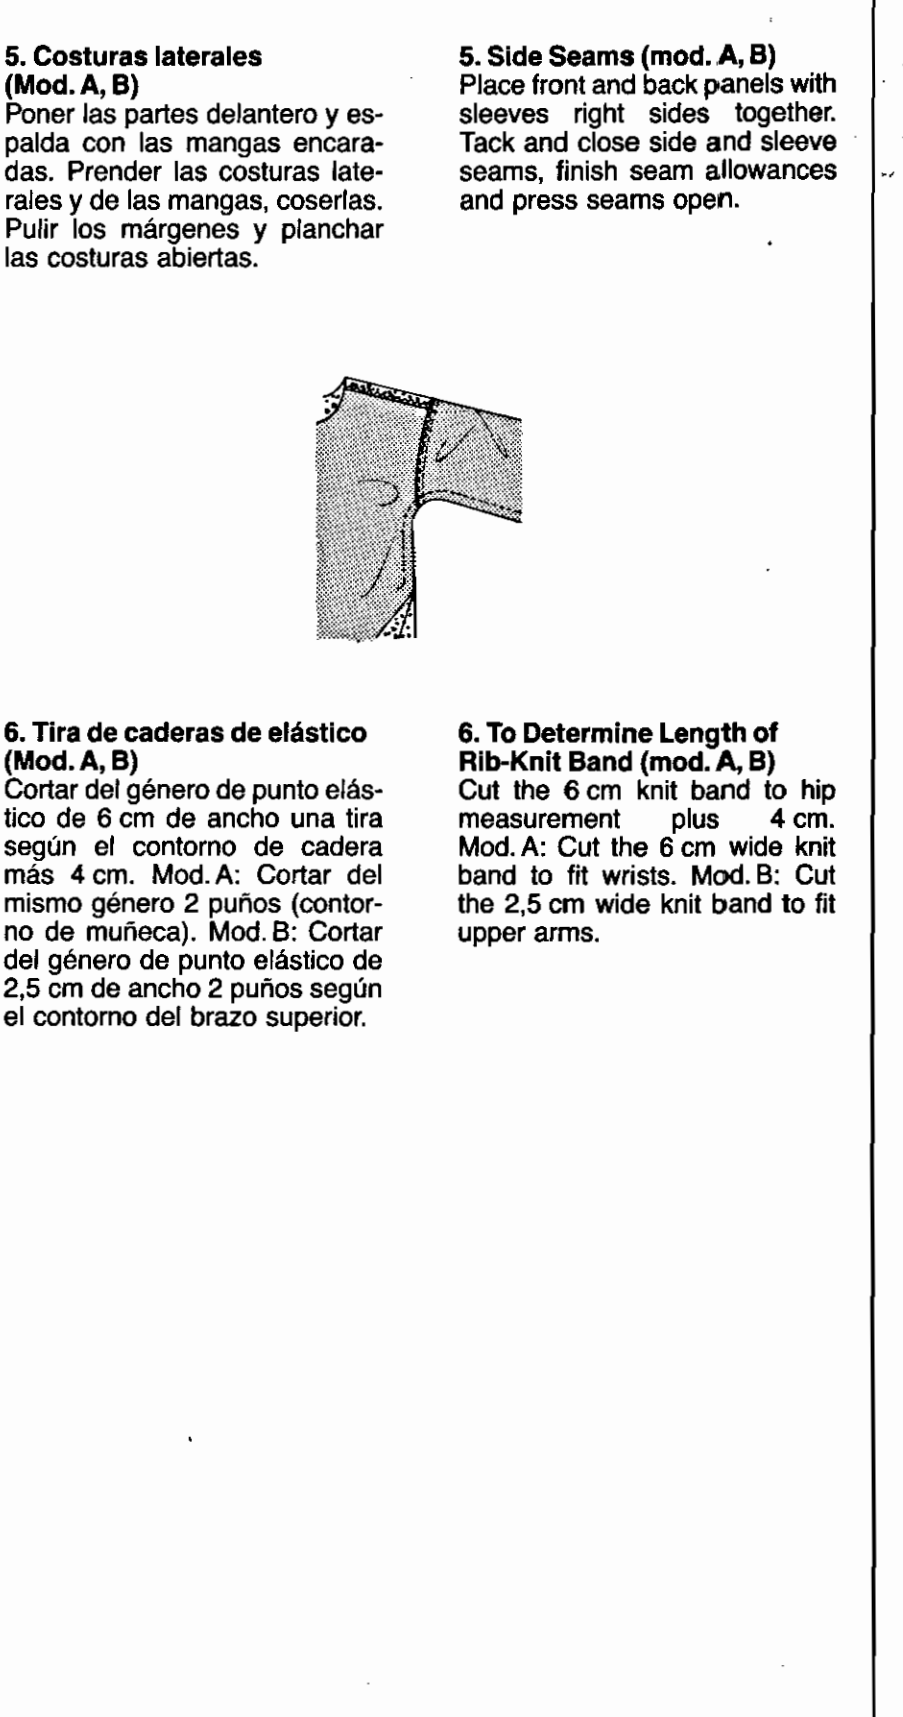 5. Costuras laterales
(Mod. A, B)
Poner las partes delantero y es-
palda con las mangas encara-
das. Prender las costuras late-
rales y de las mangas, coserlas.
Pulir los márgenes y planchar
las costuras abiertas.
5. Side Seams (mod. A, B)
Place front and back panels with
sleeves right sides together.
Tack and close side and sleeve
seams, finish seam allowances
and press seams open.
6. Tira de caderas de elástico
(Mod. A, B)
Cortar del género de punto elás-
tico de 6 cm de ancho una tira
según el contorno de cadera
más 4 cm. Mod. A: Cortar del
mismo género 2 puños (contor-
no de muñeca). Mod. B: Cortar
del género de punto elástico de
2,5 cm de ancho 2 puños según
el contorno del brazo superior.
6. To Determine Length of
Rib-Knit Band (mod. A, B)
Cut the 6 cm knit band to hip
measurement plus 4 cm.
Mod. A: Cut the 6 cm wide knit
band to fit wrists. Mod. B: Cut
the 2,5 cm wide knit band to fit
upper arms.